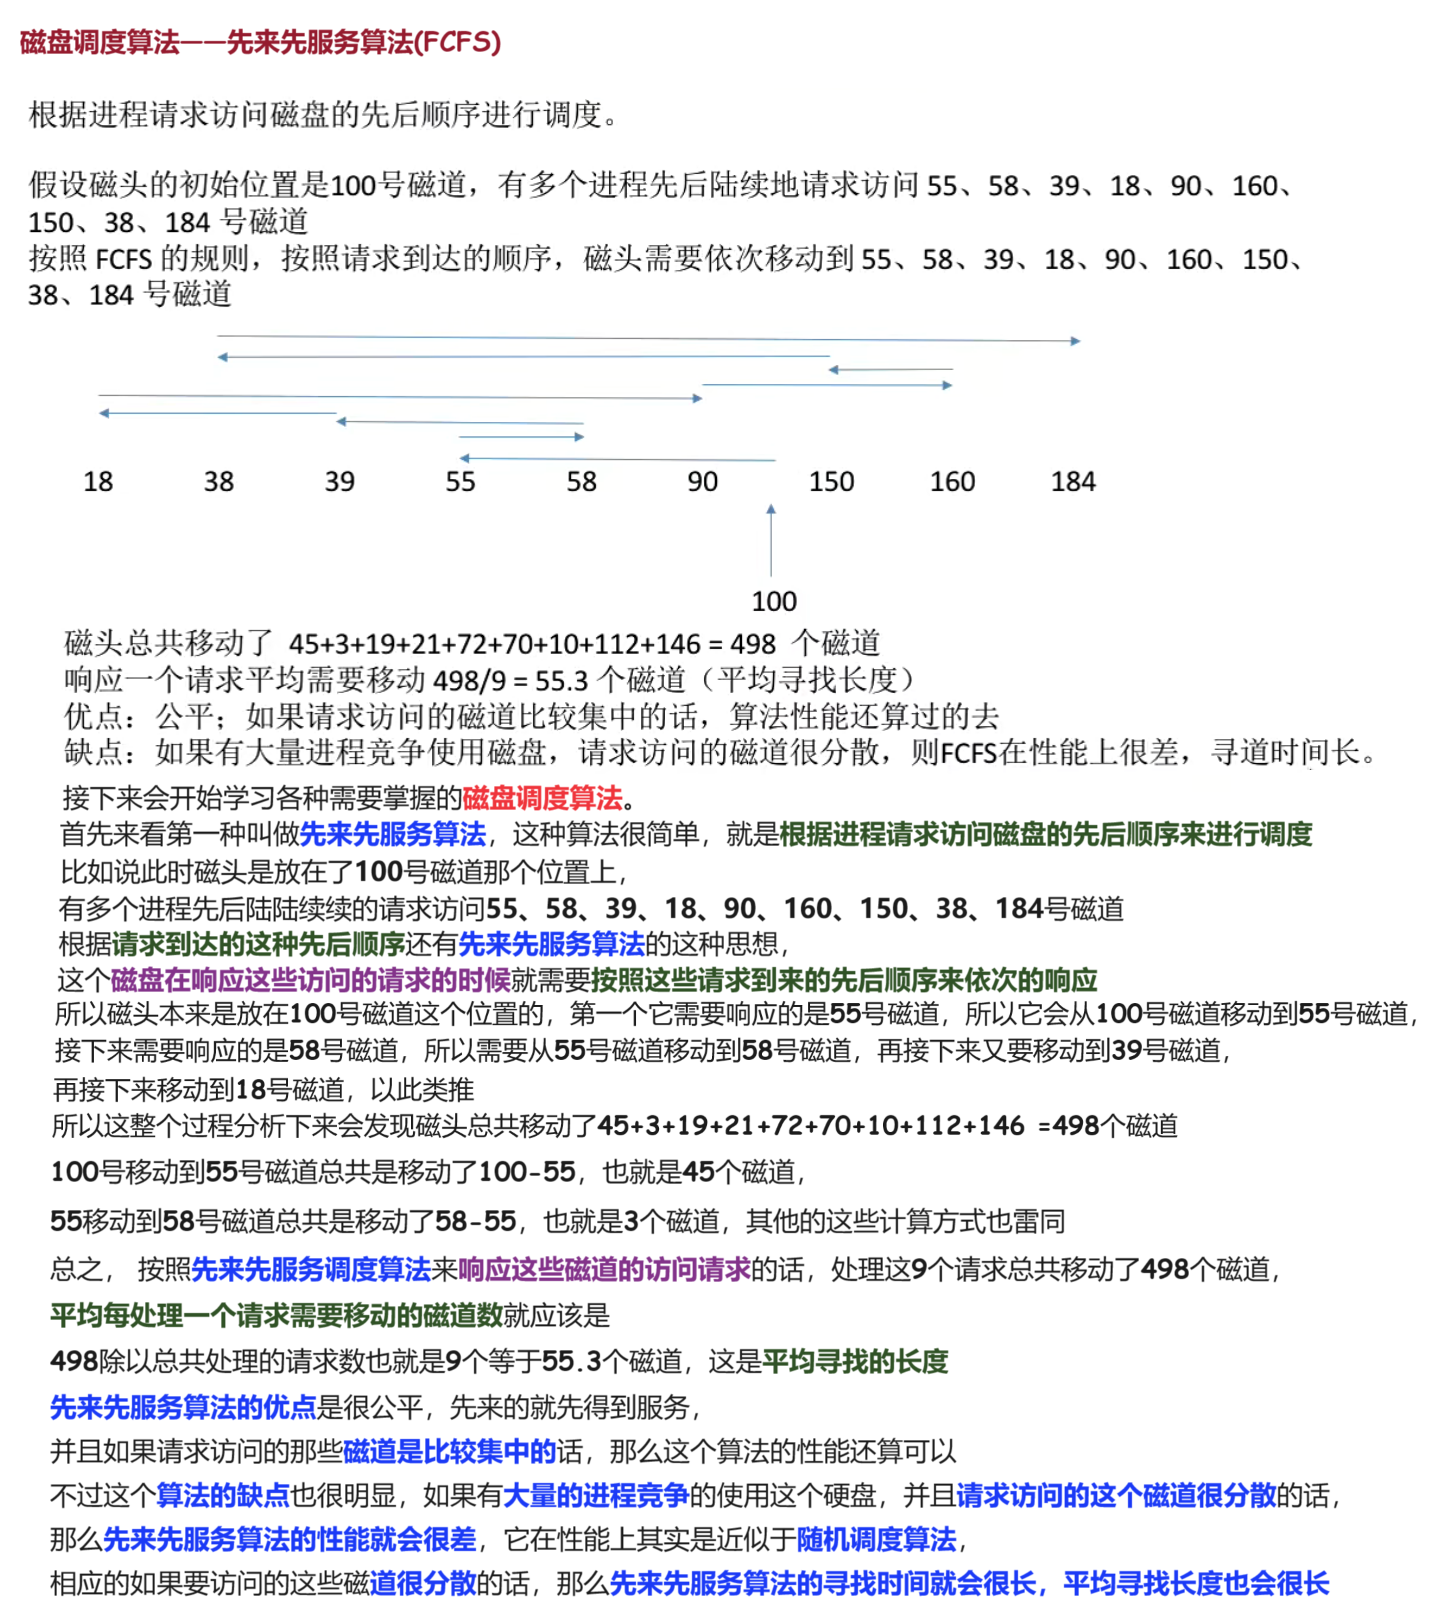 磁盘调度算法——先来先服务算法(FCFS)
根据进程请求访问磁盘的先后顺序进行调度。
假设磁头的初始位置是100号磁道，有多个进程先后陆续地请求访问 55、58、39、18、90、160、
150、38、184 号磁道
按照 FCFS 的规则，按照请求到达的顺序，磁头需要依次移动到 55、58、39、18、90、160、150、
38、184 号磁道
18 38 39 55 58 90 150 160 184
100
磁头总共移动了 45+3+19+21+72+70+10+112+146 = 498 个磁道
响应一个请求平均需要移动 498/9 = 55.3 个磁道（平均寻找长度）
优点：公平；如果请求访问的磁道比较集中的话，算法性能还算过的去
缺点：如果有大量进程竞争使用磁盘，请求访问的磁道很分散，则FCFS在性能上很差，寻道时间长。
接下来会开始学习各种需要掌握的磁盘调度算法。
首先来看第一种叫做先来先服务算法，这种算法很简单，就是根据进程请求访问磁盘的先后顺序来进行调度
比如说此时磁头是放在了100号磁道那个位置上，
有多个进程先后陆陆续续的请求访问55、58、39、18、90、160、150、38、184号磁道
根据请求到达的这种先后顺序还有先来先服务算法的这种思想，
这个磁盘在响应这些访问的请求的时候就需要按照这些请求到来的先后顺序来依次的响应
所以磁头本来是放在100号磁道这个位置的，第一个它需要响应的是55号磁道，所以它会从100号磁道移动到55号磁道，
接下来需要响应的是58号磁道，所以需要从55号磁道移动到58号磁道，再接下来又要移动到39号磁道，
再接下来移动到18号磁道，以此类推
所以这整个过程分析下来会发现磁头总共移动了45+3+19+21+72+70+10+112+146 =498个磁道
100号移动到55号磁道总共是移动了100-55，也就是45个磁道，
55移动到58号磁道总共是移动了58-55，也就是3个磁道，其他的这些计算方式也雷同
总之， 按照先来先服务调度算法来响应这些磁道的访问请求的话，处理这9个请求总共移动了498个磁道，
平均每处理一个请求需要移动的磁道数就应该是
498除以总共处理的请求数也就是9个等于55.3个磁道，这是平均寻找的长度
先来先服务算法的优点是很公平，先来的就先得到服务，
并且如果请求访问的那些磁道是比较集中的话，那么这个算法的性能还算可以
不过这个算法的缺点也很明显，如果有大量的进程竞争的使用这个硬盘，并且请求访问的这个磁道很分散的话，
那么先来先服务算法的性能就会很差，它在性能上其实是近似于随机调度算法，
相应的如果要访问的这些磁道很分散的话，那么先来先服务算法的寻找时间就会很长，平均寻找长度也会很长